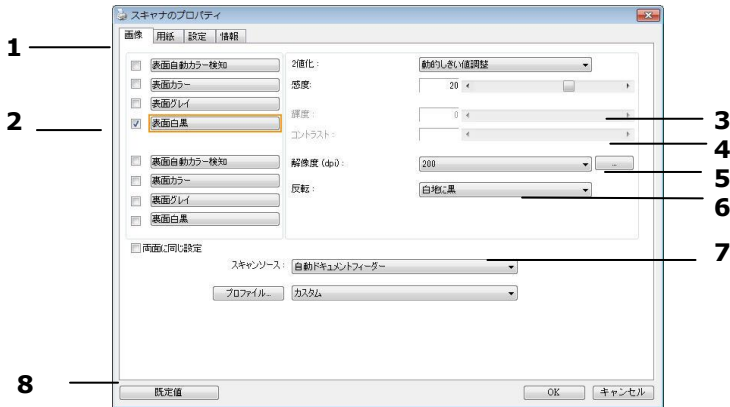 スキャナのプロパティ
画像 用紙 設定 情報
1
表面自動カラー検知
表面カラー
表面グレイ
表面白黒
2
裏面自動カラー検知
裏面カラー
裏面グレイ
裏面白黒
2値化: 動的しきい値調整
感度: 20
輝度: 0
3
コントラスト:
4
解像度 (dpi): 200 ...
5
反転: 白地に黒
6
両面に同じ設定
スキャンソース: 自動ドキュメントフィーダー
7
プロファイル... カスタム
8
既定値 OK キャンセル